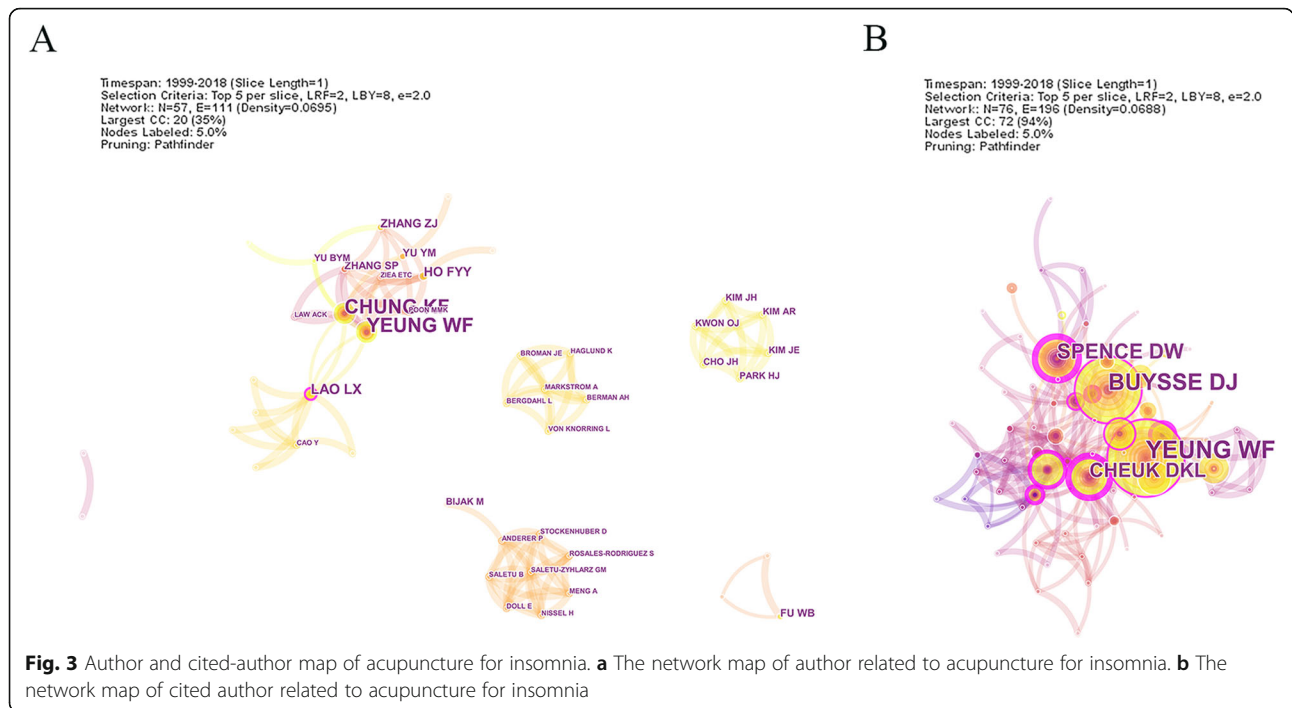 A
B
Timespan: 1999-2018 (Slice Length=1)
Selection Criteria: Top 5 per slice, LRF=2, LBY=8, e=2.0
Network: N=57, E=111 (Density=0.0695)
Largest CC: 20 (35%)
Nodes Labeled: 5.0%
Pruning: Pathfinder
Timespan: 1999-2018 (Slice Length=1)
Selection Criteria: Top 5 per slice, LRF=2, LBY=8, e=2.0
Network: N=76, E=196 (Density=0.0688)
Largest CC: 72 (94%)
Nodes Labeled: 5.0%
Pruning: Pathfinder
ZHANG ZJ
YU BYM
YU YM
ZHANG SP
ZIEA ETC
HO FYY
CHUNG KF
POON MMK
LAW ACK
YEUNG WF
LAO LX
CAO Y
BROMAN JE
HAGLUND K
MARKSTROM A
BERGDAHL L
BERMAN AH
VON KNORRING L
KIM JH
KWON OJ
KIM AR
KIM JE
CHO JH
PARK HJ
BIJAK M
STOCKENHUBER D
ANDERER P
ROSALES-RODRIGUEZ S
SALETU B
SALETU-ZYHLARZ GM
MENG A
DOLL E
NISSEL H
FU WB
SPENCE DW
BUYSSE DJ
YEUNG WF
CHEUK DKL
Fig. 3 Author and cited-author map of acupuncture for insomnia. a The network map of author related to acupuncture for insomnia. b The
network map of cited author related to acupuncture for insomnia